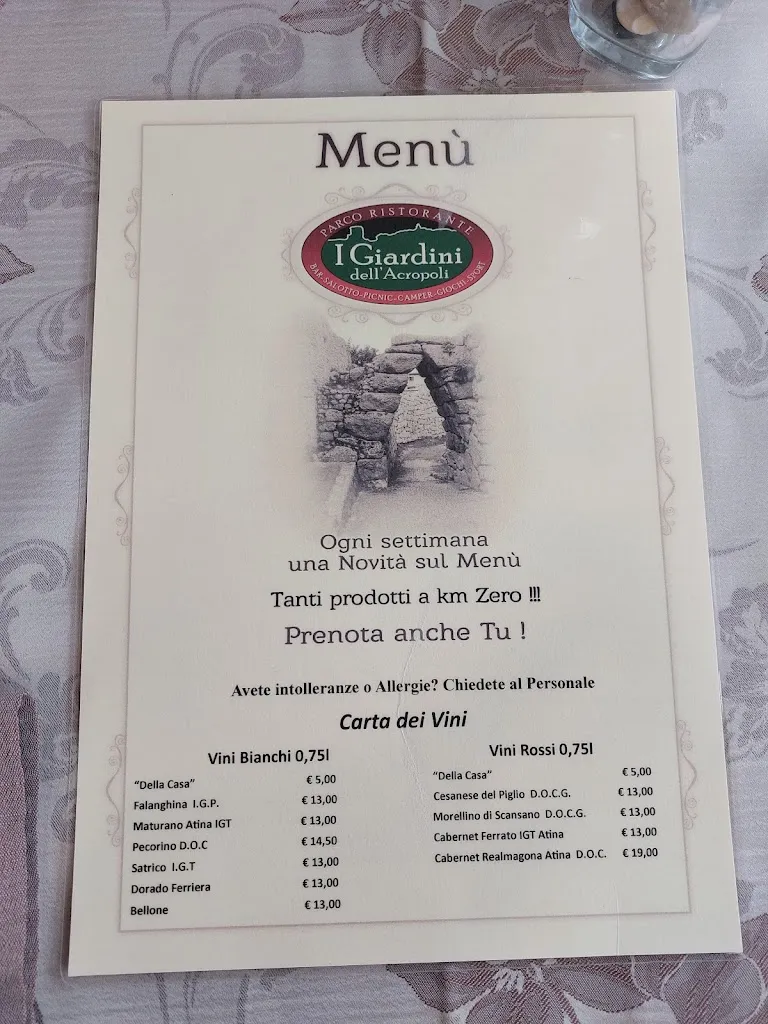 Menù
PARCO RISTORANTE
I Giardini
dell'Acropoli
BAR-SALOTTO-PICNIC-CAMPER-GIOCHI-SPORT
Ogni settimana
una Novità sul Menù
Tanti prodotti a km Zero !!!
Prenota anche Tu !
Avete intolleranze o Allergie? Chiedete al Personale
Carta dei Vini
Vini Bianchi 0,75l
"Della Casa" € 5,00
Falanghina I.G.P. € 13,00
Maturano Atina IGT € 13,00
Pecorino D.O.C € 14,50
Satrico I.G.T € 13,00
Dorado Ferriera € 13,00
Bellone € 13,00
Vini Rossi 0,75l
"Della Casa" € 5,00
Cesanese del Piglio D.O.C.G. € 13,00
Morellino di Scansano D.O.C.G. € 13,00
Cabernet Ferrato IGT Atina € 13,00
Cabernet Realmagona Atina D.O.C. € 19,00